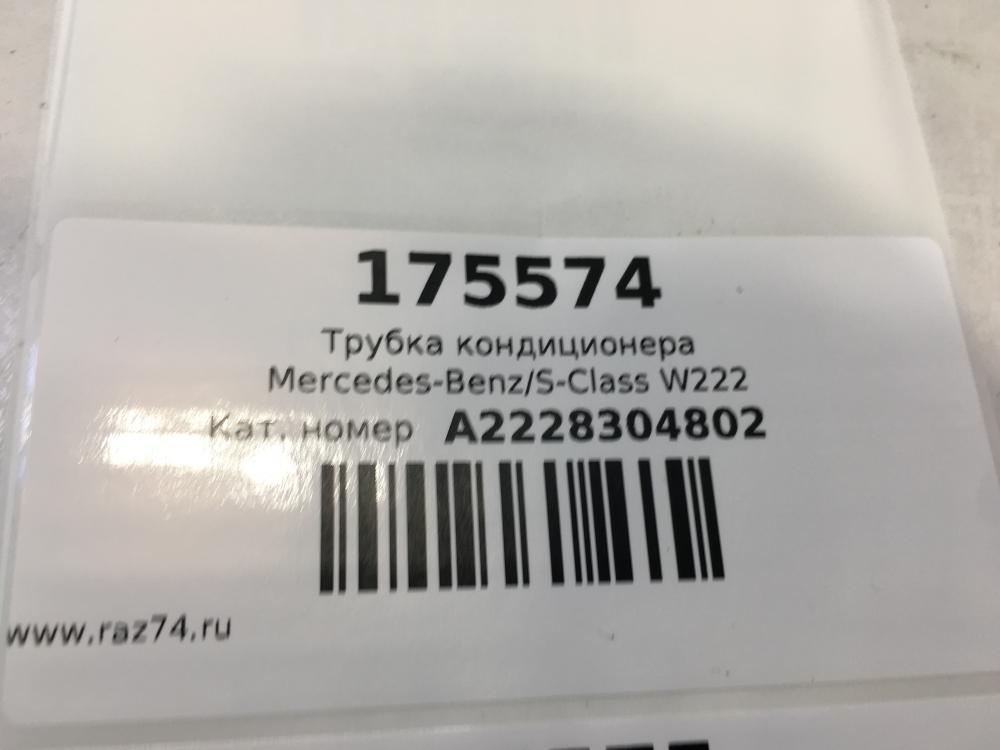 175574
Трубка кондиционера
Mercedes-Benz/S-Class W222
Кат. номер A2228304802
www.raz74.ru